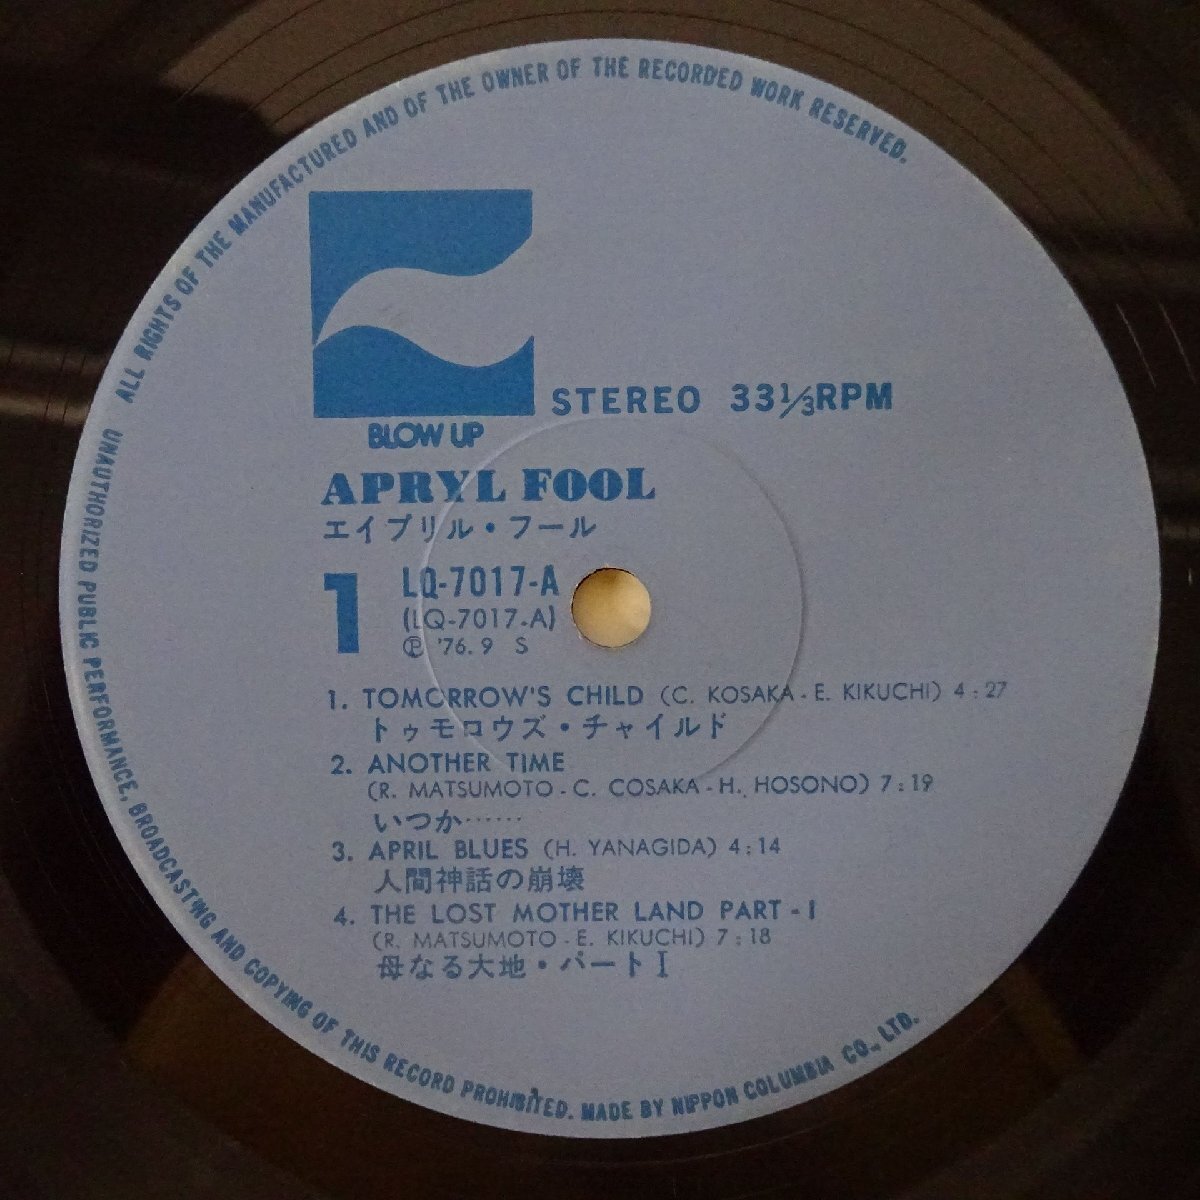 ALL RIGHTS OF THE MANUFACTURED AND OF THE OWNER OF THE RECORDED WORK RESERVED.
BLOW UP
STEREO 33⅓RPM
APRYL FOOL
エイプリル・フール
1
LQ-7017-A
(LQ-7017-A)
Ⓟ '76.9 S
1. TOMORROW'S CHILD (C. KOSAKA - E. KIKUCHI) 4:27
トゥモロウズ・チャイルド
2. ANOTHER TIME
(R. MATSUMOTO - C. COSAKA - H. HOSONO) 7:19
いつか……
3. APRIL BLUES (H. YANAGIDA) 4:14
人間神話の崩壊
4. THE LOST MOTHER LAND PART - I
(R. MATSUMOTO - E. KIKUCHI) 7:18
母なる大地・パートI
UNAUTHORIZED PUBLIC PERFORMANCE, BROADCASTING AND COPYING OF THIS RECORD PROHIBITED. MADE BY NIPPON COLUMBIA CO., LTD.